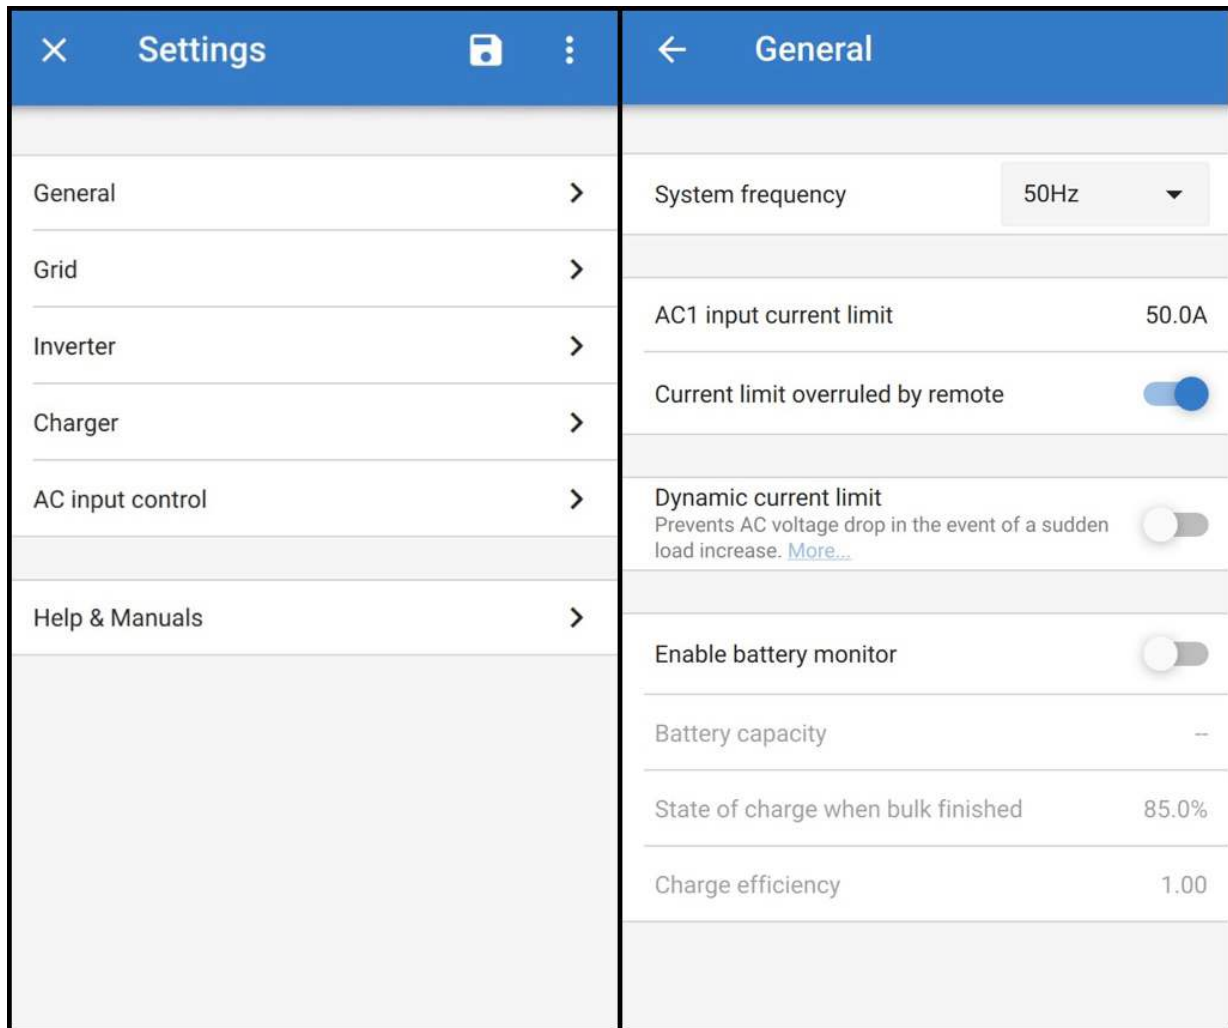 Settings
General
Grid
Inverter
Charger
AC input control
Help & Manuals
General
System frequency 50Hz
AC1 input current limit 50.0A
Current limit overruled by remote
Dynamic current limit
Prevents AC voltage drop in the event of a sudden
load increase. More...
Enable battery monitor
Battery capacity --
State of charge when bulk finished 85.0%
Charge efficiency 1.00